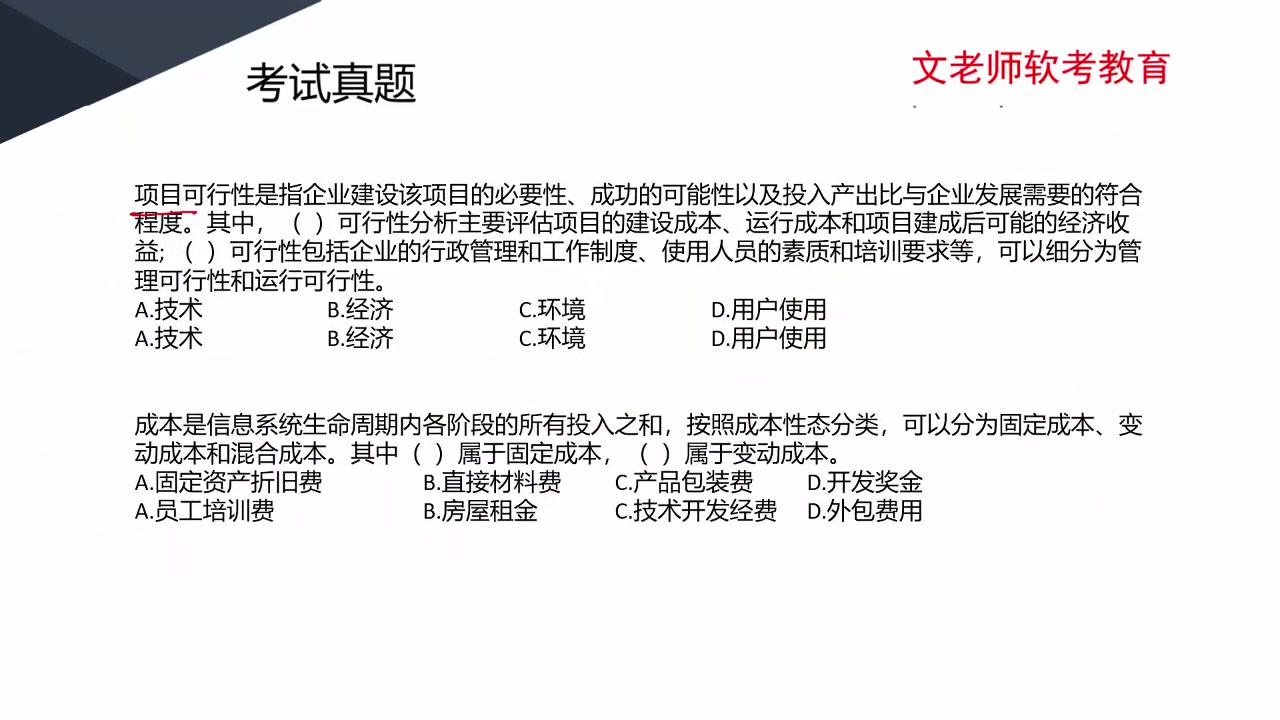 考试真题
文老师软考教育
项目可行性是指企业建设该项目的必要性、成功的可能性以及投入产出比与企业发展需要的符合
程度。其中，（ ）可行性分析主要评估项目的建设成本、运行成本和项目建成后可能的经济收
益;（ ）可行性包括企业的行政管理和工作制度、使用人员的素质和培训要求等，可以细分为管
理可行性和运行可行性。
A.技术 B.经济 C.环境 D.用户使用
A.技术 B.经济 C.环境 D.用户使用
成本是信息系统生命周期内各阶段的所有投入之和，按照成本性态分类，可以分为固定成本、变
动成本和混合成本。其中（ ）属于固定成本，（ ）属于变动成本。
A.固定资产折旧费 B.直接材料费 C.产品包装费 D.开发奖金
A.员工培训费 B.房屋租金 C.技术开发经费 D.外包费用